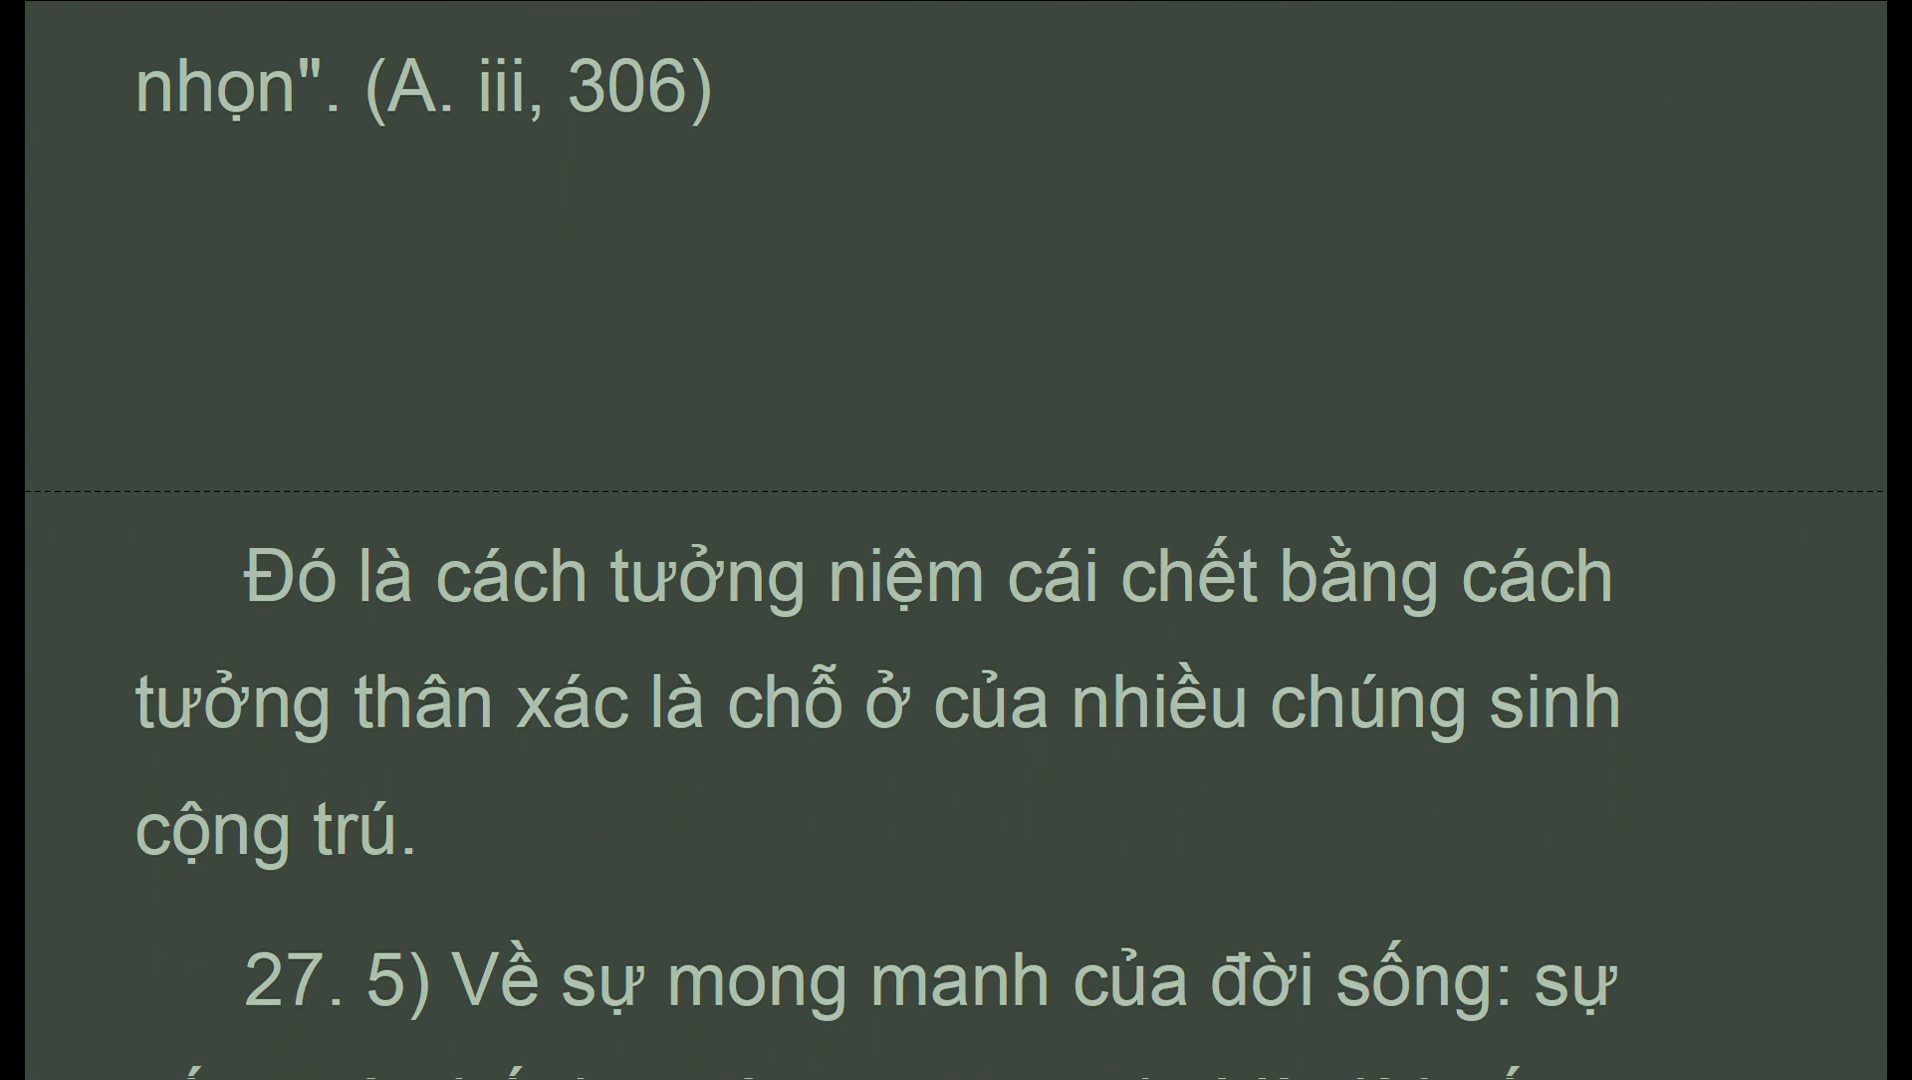 nhọn". (A. iii, 306)
Đó là cách tưởng niệm cái chết bằng cách
tưởng thân xác là chỗ ở của nhiều chúng sinh
cộng trú.
27. 5) Về sự mong manh của đời sống: sự